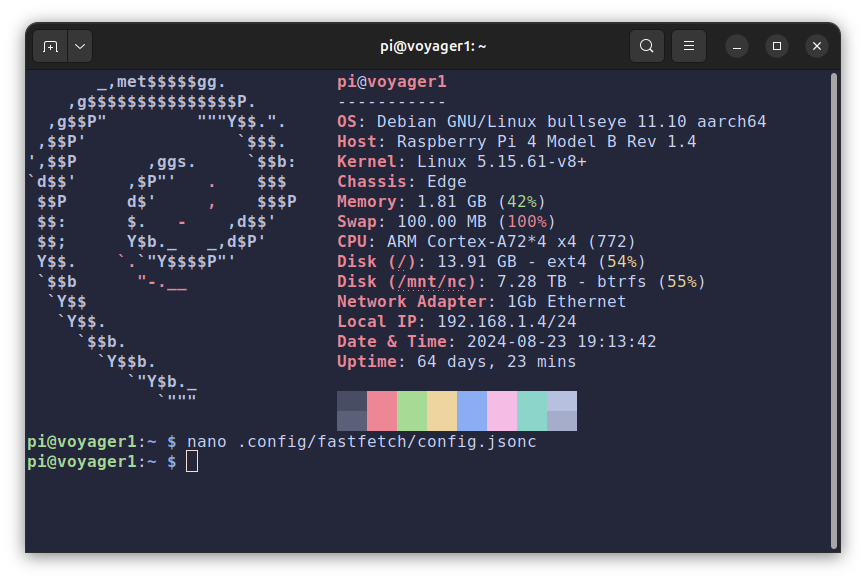 pi@voyager1: ~
        _,met$$$$$gg.           pi@voyager1
    ,g$$$$$$$$$$$$$$$P.        -----------
  ,g$$P"         """Y$$.".     OS: Debian GNU/Linux bullseye 11.10 aarch64
 ,$$P'               `$$$.     Host: Raspberry Pi 4 Model B Rev 1.4
',$$P       ,ggs.     `$$b:    Kernel: Linux 5.15.61-v8+
`d$$'     ,$P"'   .    $$$     Chassis: Edge
 $$P      d$'     ,    $$$P    Memory: 1.81 GB (42%)
 $$:      $.   -    ,d$$'      Swap: 100.00 MB (100%)
 $$;      Y$b._   _,d$P'       CPU: ARM Cortex-A72*4 x4 (772)
 Y$$.    `.`"Y$$$$P"'          Disk (/): 13.91 GB - ext4 (54%)
 `$$b      "-.__               Disk (/mnt/nc): 7.28 TB - btrfs (55%)
  `Y$$                         Network Adapter: 1Gb Ethernet
   `Y$$.                       Local IP: 192.168.1.4/24
     `$$b.                     Date & Time: 2024-08-23 19:13:42
       `Y$$b.                  Uptime: 64 days, 23 mins
          `"Y$b._
             `"""
pi@voyager1:~ $ nano .config/fastfetch/config.jsonc
pi@voyager1:~ $